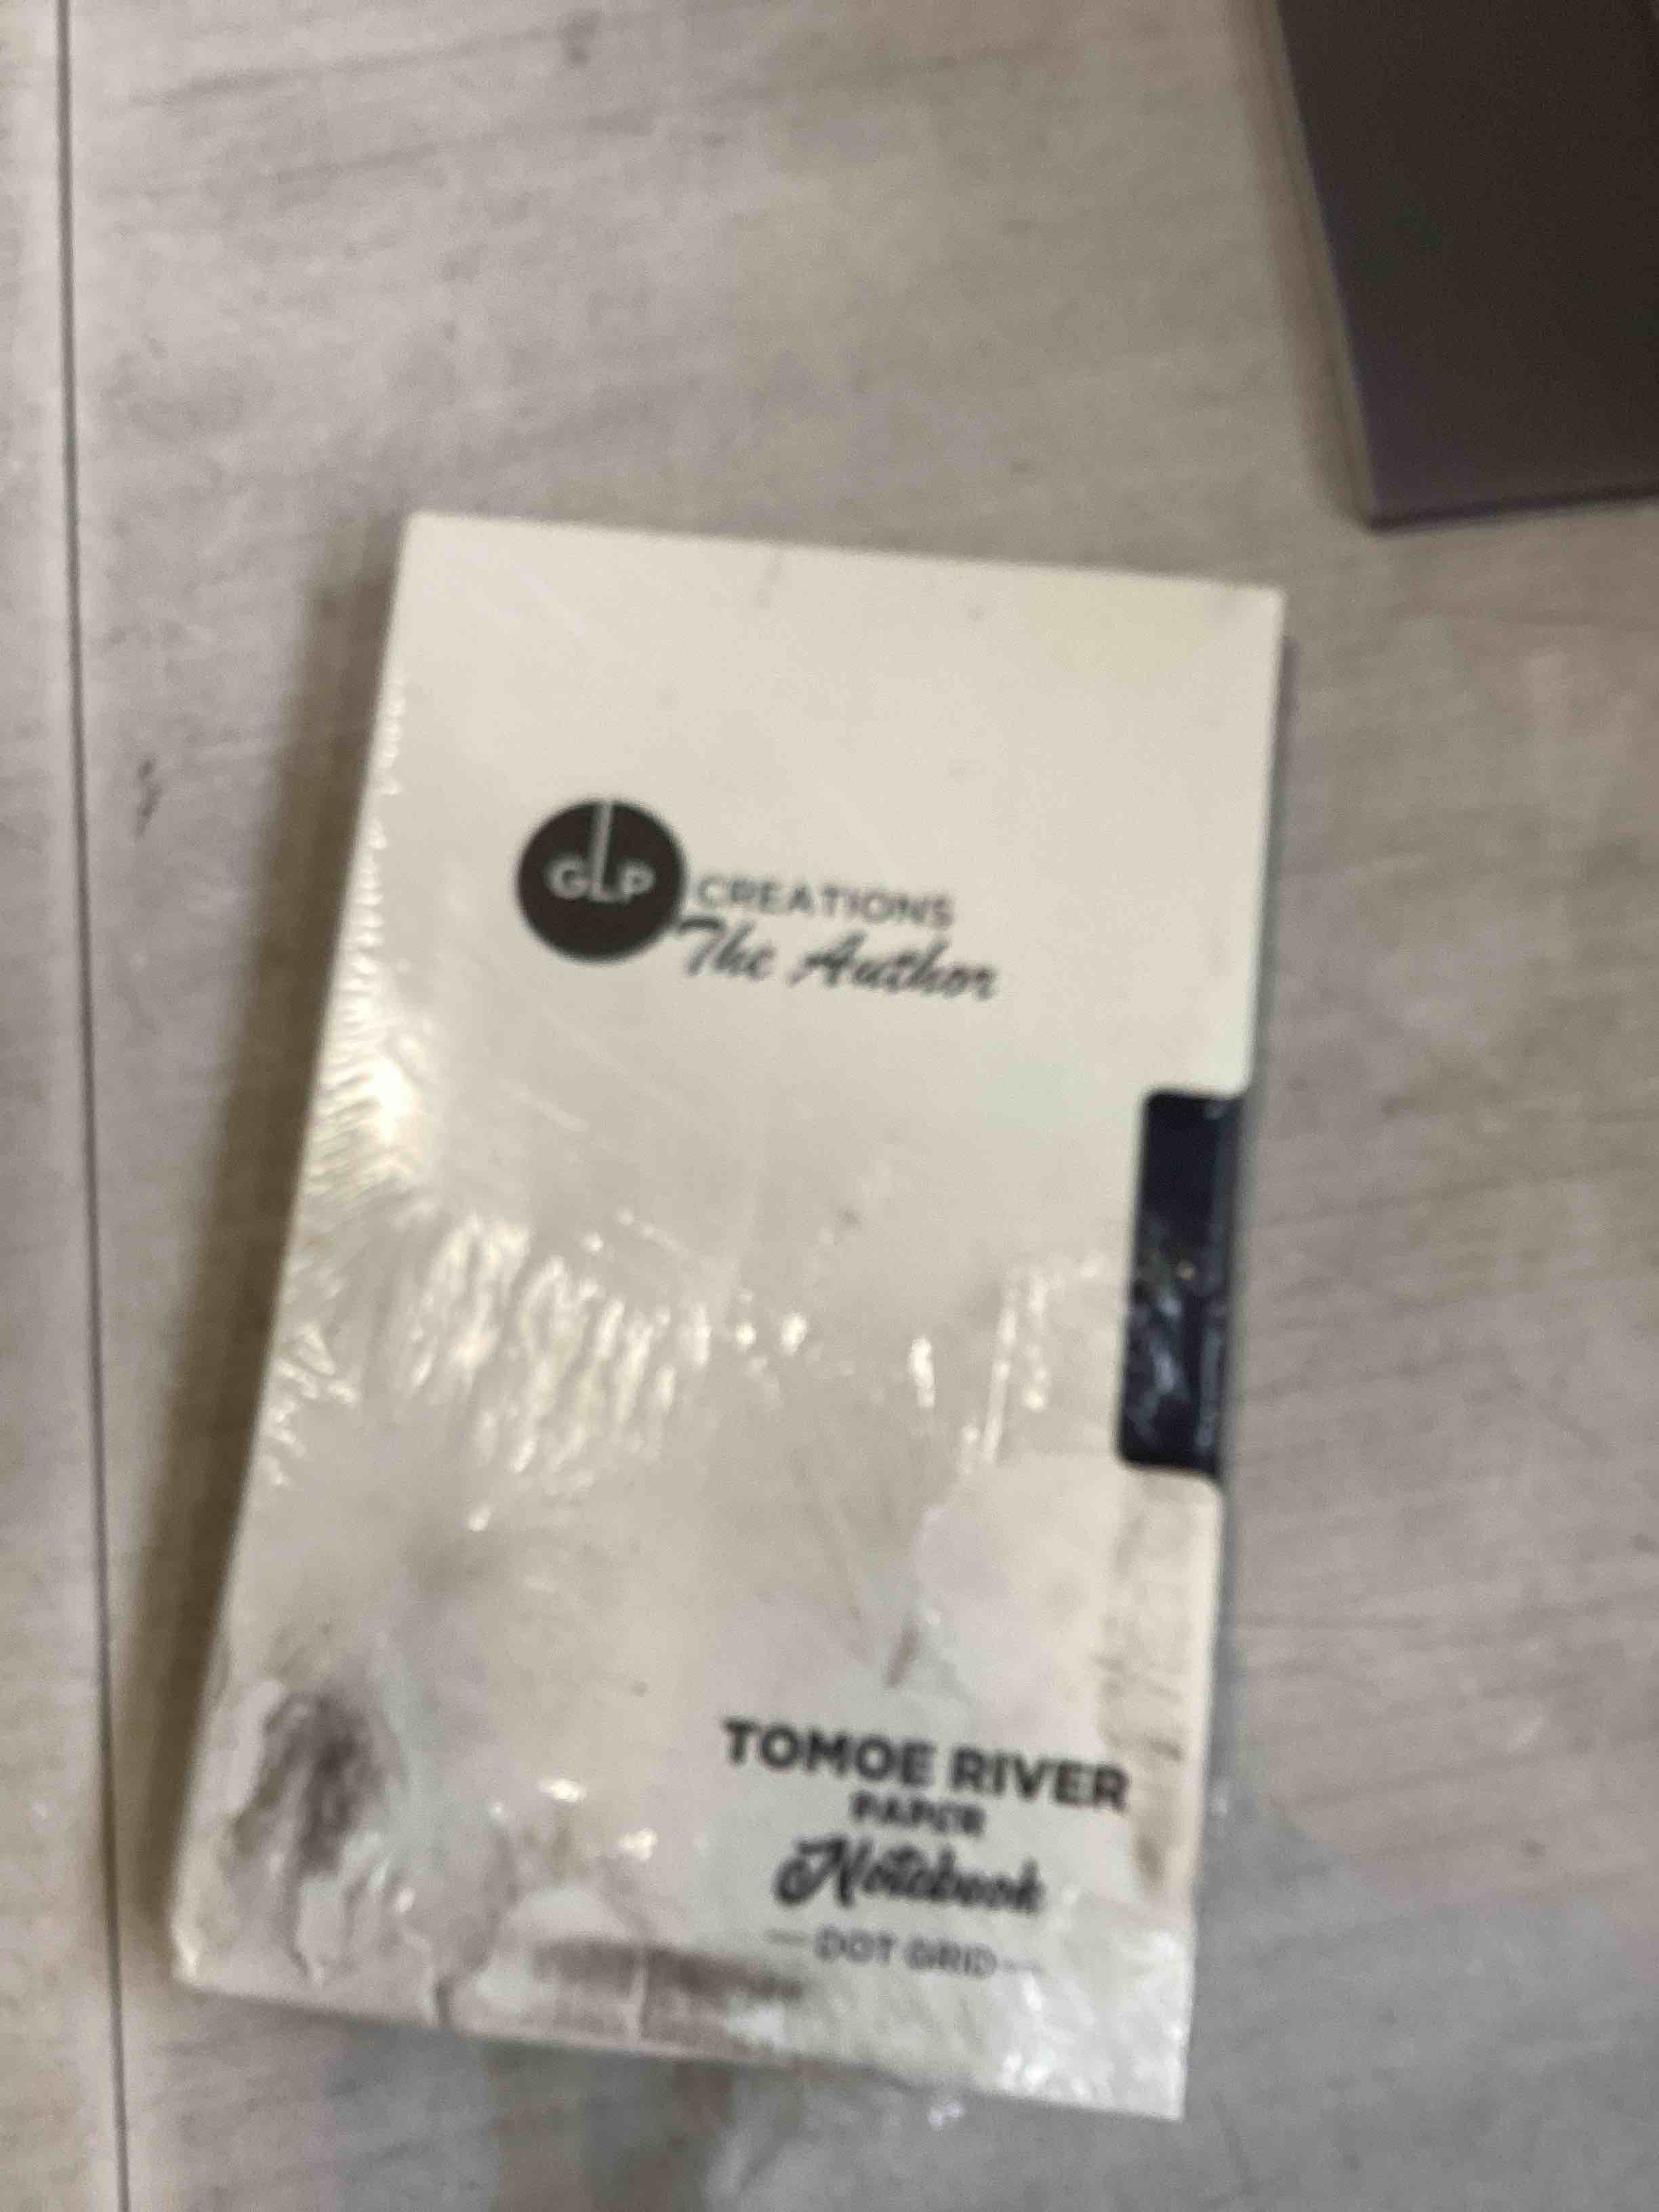 GLP CREATIONS
The Author
TOMOE RIVER
PAPER
Notebook
DOT GRID